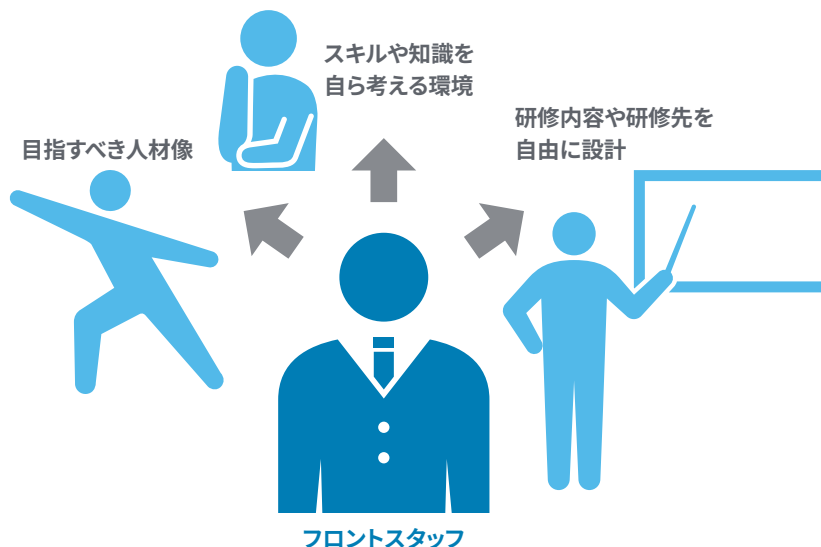 スキルや知識を
自ら考える環境
目指すべき人材像
研修内容や研修先を
自由に設計
フロントスタッフ